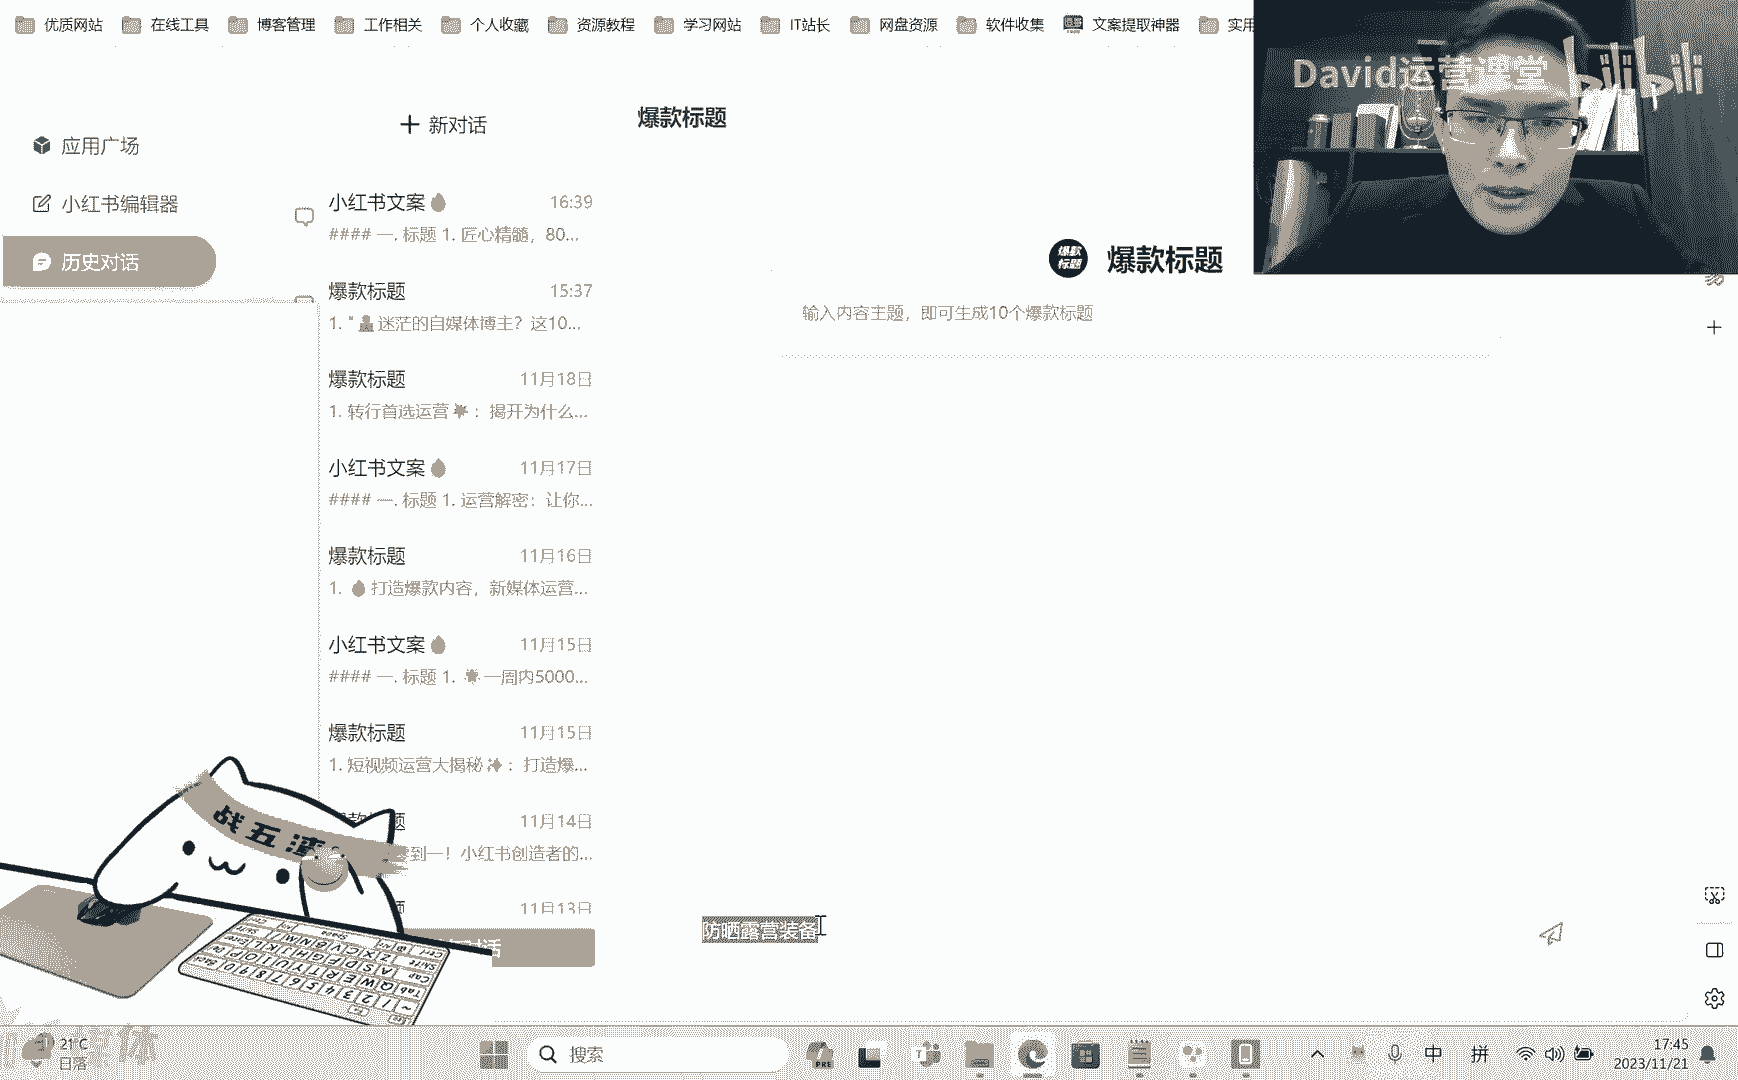 优质网站 在线工具 博客管理 工作相关 个人收藏 资源教程 学习网站 IT站长 网盘资源 软件收集 文案提取神器 实用
David运营课堂 bilibili
应用广场
小红书编辑器
历史对话
新对话
小红书文案 16:39
#### 一. 标题 1. 匠心精髓，80...
爆款标题 15:37
1. " 迷茫的自媒体博主？这10...
爆款标题 11月18日
1. 转行首选运营 ：揭开为什么...
小红书文案 11月17日
#### 一. 标题 1. 运营解密：让你...
爆款标题 11月16日
1. 打造爆款内容，新媒体运营...
小红书文案 11月15日
#### 一. 标题 1. 一周内5000...
爆款标题 11月15日
1. 短视频运营大揭秘 ：打造爆...
题 11月14日
零到一！小红书创造者的...
11月13日
对话
爆款标题
爆款标题
爆款标题
输入内容主题，即可生成10个爆款标题
防晒露营装备
战五渣
21°C
日落
搜索
PRE
中
拼
17:45
2023/11/21